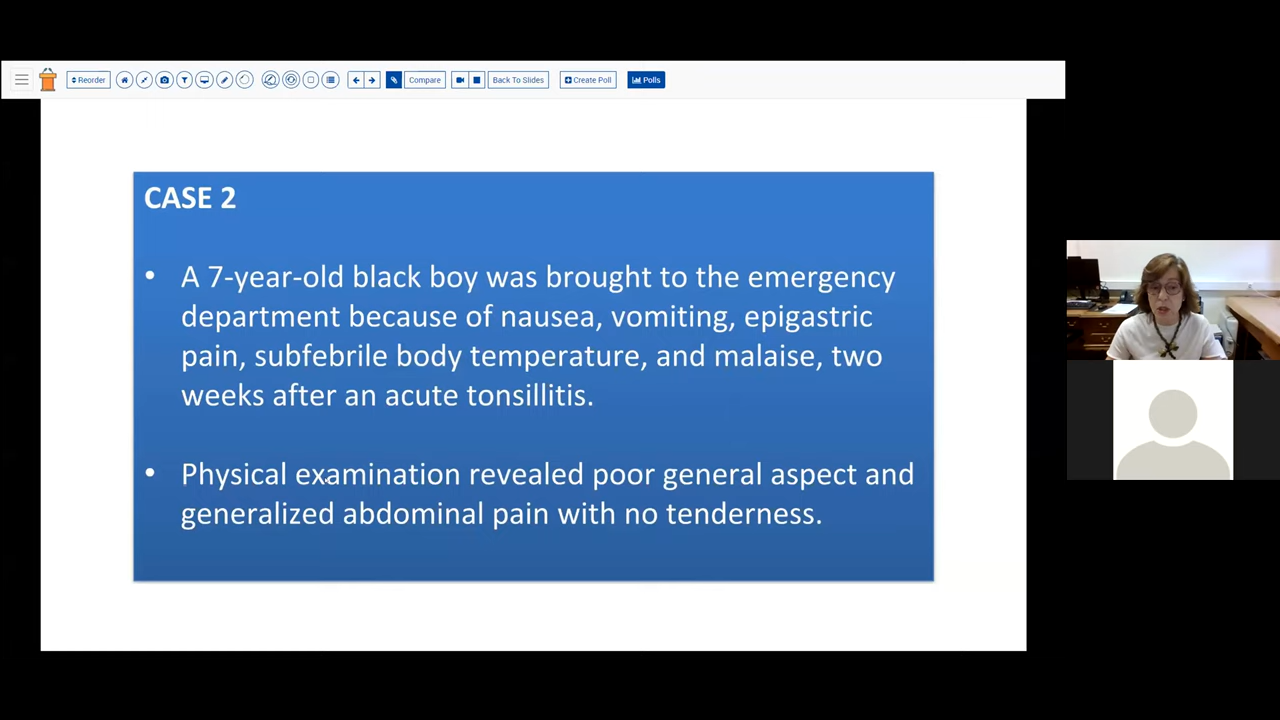 Reorder
Compare
Back To Slides
Create Poll
Polls
CASE 2
• A 7-year-old black boy was brought to the emergency
department because of nausea, vomiting, epigastric
pain, subfebrile body temperature, and malaise, two
weeks after an acute tonsillitis.
• Physical examination revealed poor general aspect and
generalized abdominal pain with no tenderness.